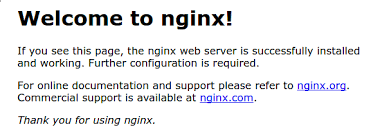 Welcome to nginx!
If you see this page, the nginx web server is successfully installed
and working. Further configuration is required.
For online documentation and support please refer to nginx.org.
Commercial support is available at nginx.com.
Thank you for using nginx.